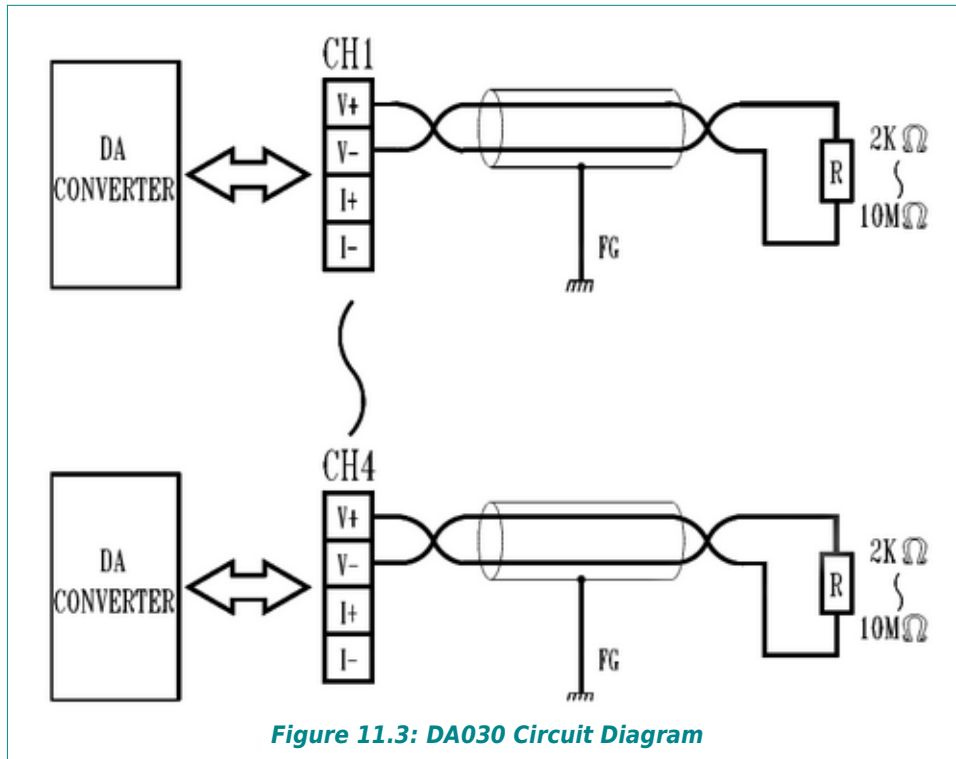 CH1
DA
CONVERTER
V+
V-
I+
I-
2KΩ
R
10MΩ
FG
CH4
DA
CONVERTER
V+
V-
I+
I-
2KΩ
R
10MΩ
FG
Figure 11.3: DA030 Circuit Diagram